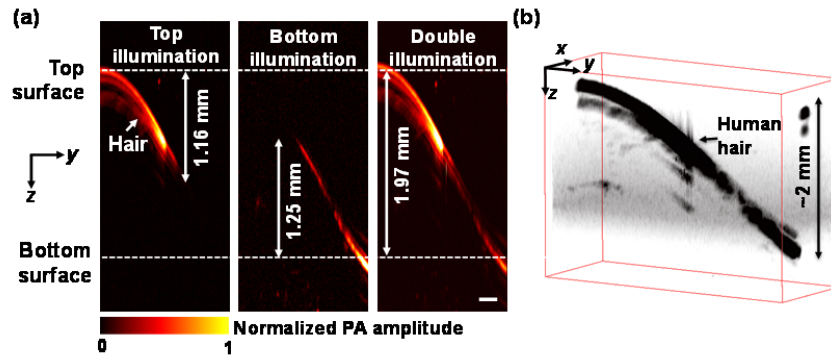 (a)
Top
illumination
Bottom
illumination
Double
illumination
Top
surface
Hair
1.16 mm
1.25 mm
1.97 mm
y
z
Bottom
surface
0
1
Normalized PA amplitude
(b)
x
y
z
Human
hair
~2 mm